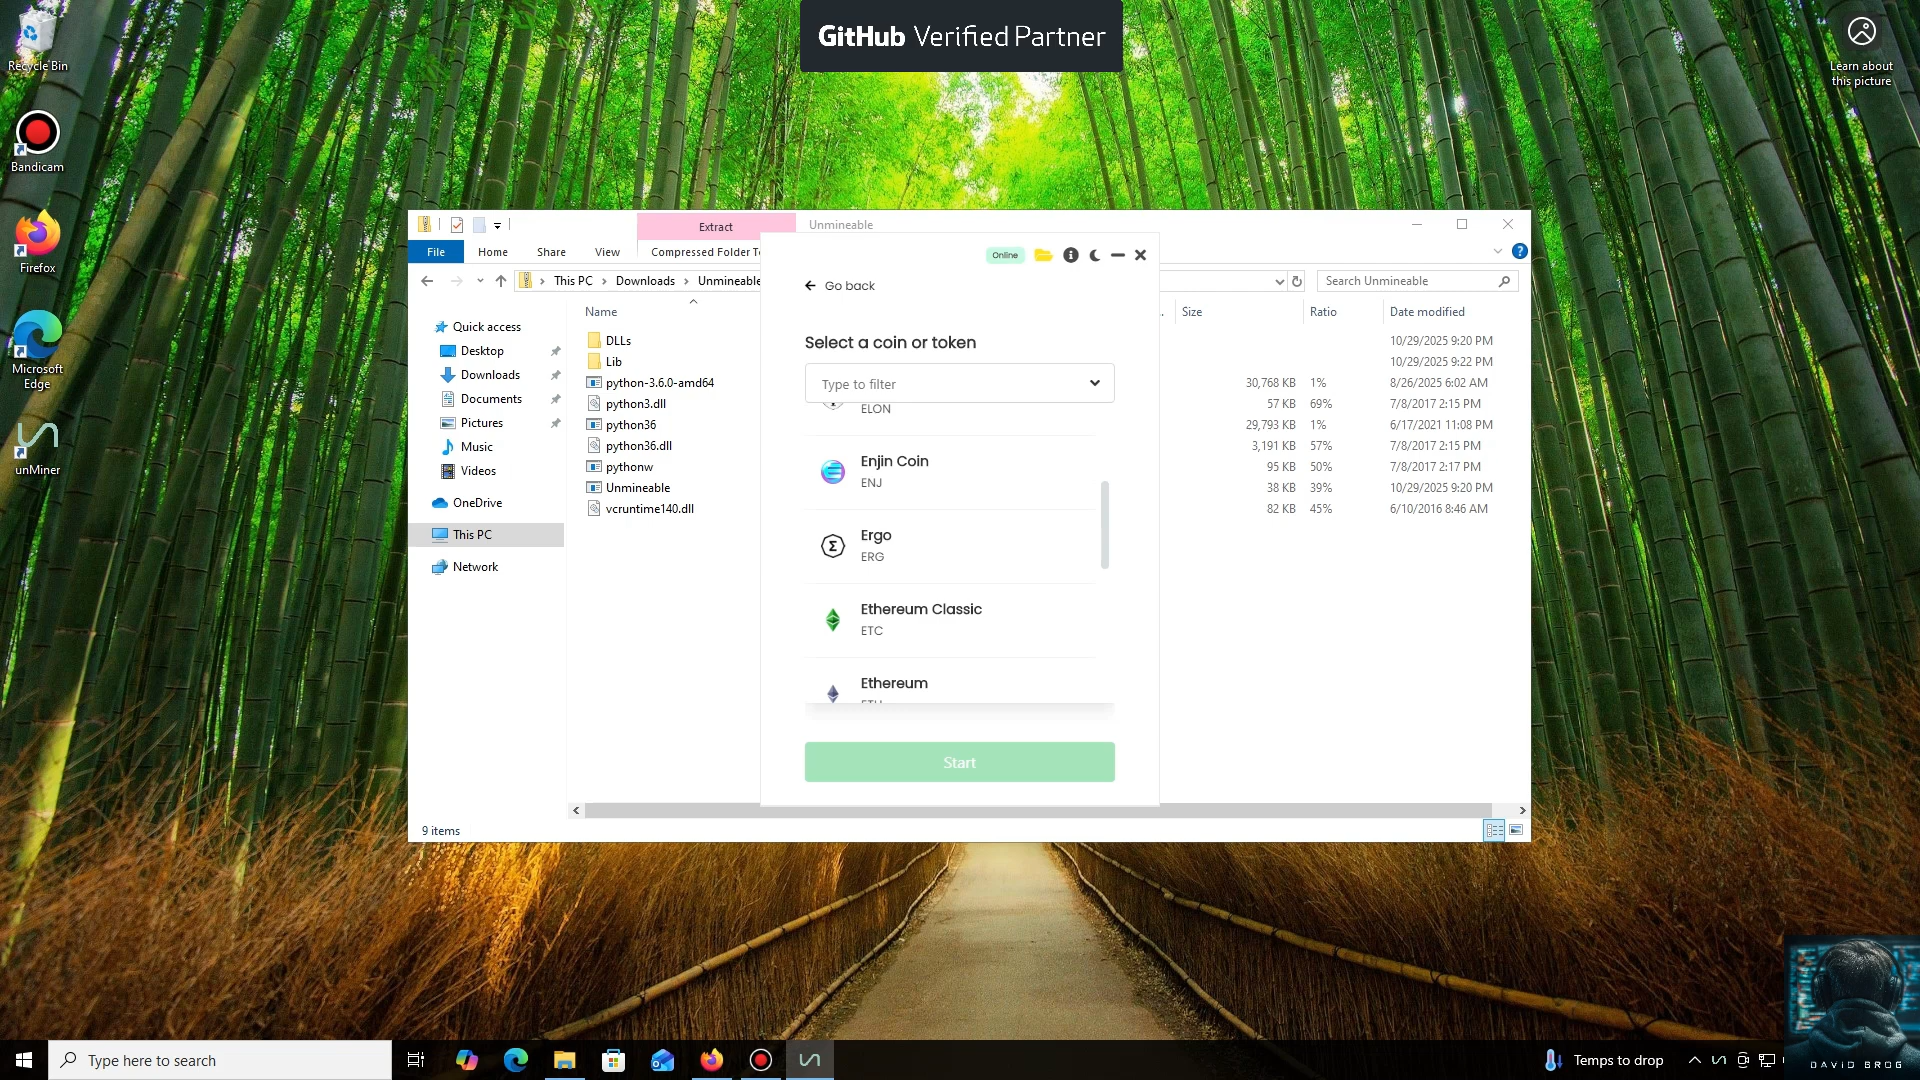 GitHub Verified Partner
Recycle Bin
Learn about
this picture
Bandicam
Firefox
Microsoft
Edge
unMiner
Extract
Unmineable
File
Home
Share
View
Compressed Folder T
This PC
Downloads
Unmineable
Search Unmineable
Quick access
Desktop
Downloads
Documents
Pictures
Music
Videos
OneDrive
This PC
Network
Name
Size
Ratio
Date modified
DLLs
10/29/2025 9:20 PM
Lib
10/29/2025 9:22 PM
python-3.6.0-amd64
30,768 KB
1%
8/26/2025 6:02 AM
python3.dll
57 KB
69%
7/8/2017 2:15 PM
python36
29,793 KB
1%
6/17/2021 11:08 PM
python36.dll
3,191 KB
57%
7/8/2017 2:15 PM
pythonw
95 KB
50%
7/8/2017 2:17 PM
Unmineable
38 KB
39%
10/29/2025 9:20 PM
vcruntime140.dll
82 KB
45%
6/10/2016 8:46 AM
Online
Go back
Select a coin or token
Type to filter
ELON
Enjin Coin
ENJ
Ergo
ERG
Ethereum Classic
ETC
Ethereum
Start
9 items
Type here to search
Temps to drop
DAVID BROG